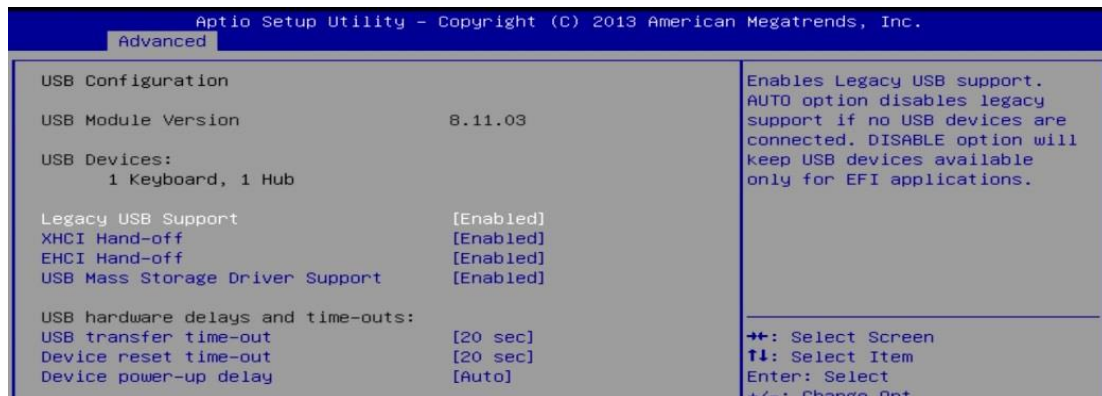 Aptio Setup Utility – Copyright (C) 2013 American Megatrends, Inc.
Advanced
USB Configuration
USB Module Version 8.11.03
USB Devices:
1 Keyboard, 1 Hub
Legacy USB Support [Enabled]
XHCI Hand-off [Enabled]
EHCI Hand-off [Enabled]
USB Mass Storage Driver Support [Enabled]
USB hardware delays and time-outs:
USB transfer time-out [20 sec]
Device reset time-out [20 sec]
Device power-up delay [Auto]
Enables Legacy USB support.
AUTO option disables legacy
support if no USB devices are
connected. DISABLE option will
keep USB devices available
only for EFI applications.
→←: Select Screen
↑↓: Select Item
Enter: Select
+/-: Change Opt.